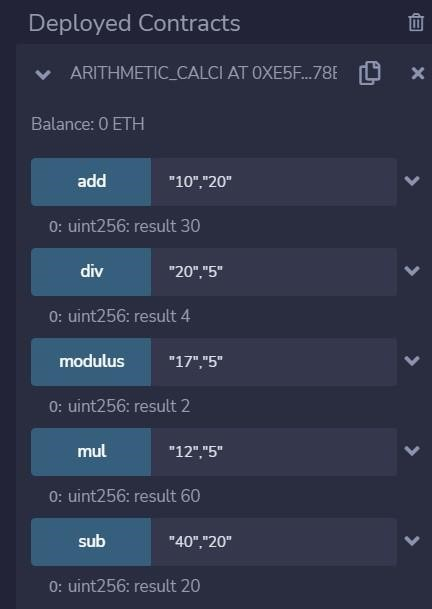 Deployed Contracts
ARITHMETIC_CALCI AT 0XE5F...78E
Balance: 0 ETH
add "10","20"
0: uint256: result 30
div "20","5"
0: uint256: result 4
modulus "17","5"
0: uint256: result 2
mul "12","5"
0: uint256: result 60
sub "40","20"
0: uint256: result 20